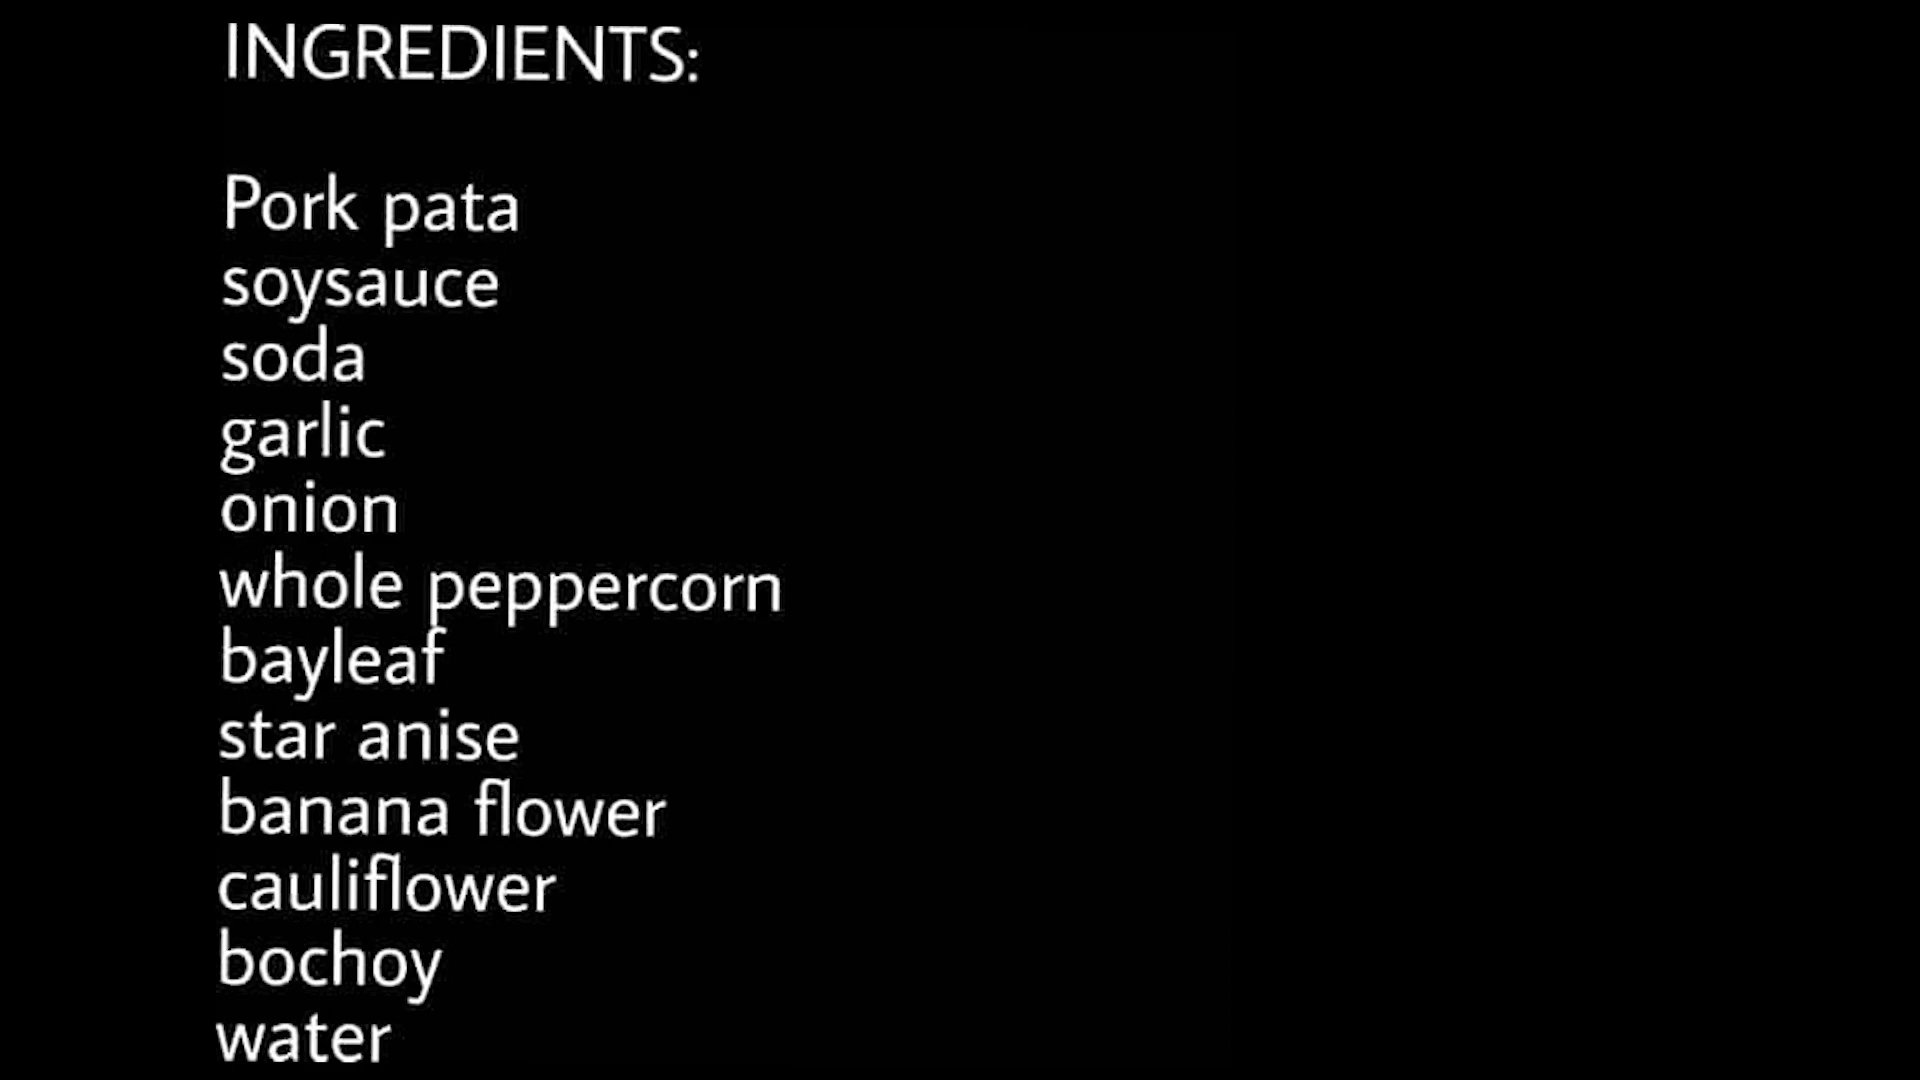 INGREDIENTS:
Pork pata
soysauce
soda
garlic
onion
whole peppercorn
bayleaf
star anise
banana flower
cauliflower
bochoy
water